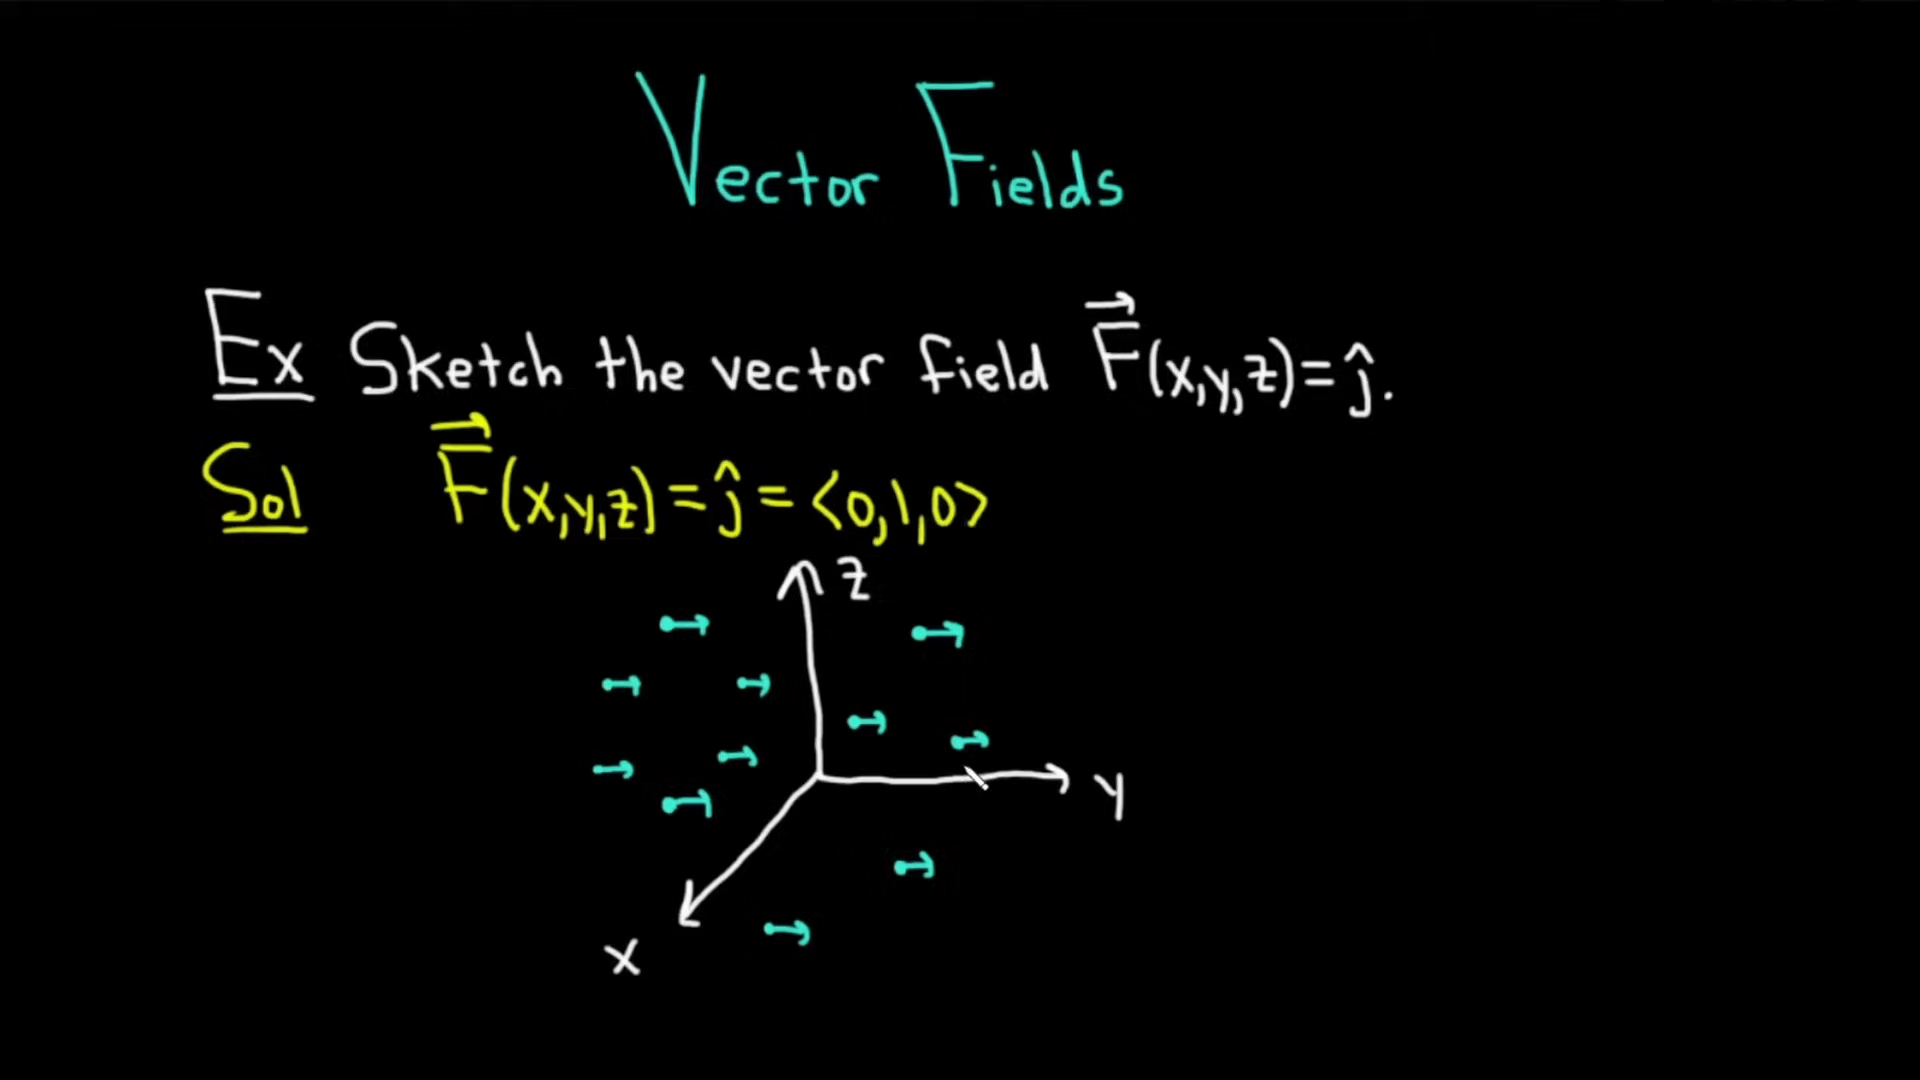 Vector Fields
Ex Sketch the vector field F⃗(x,y,z)=ĵ.
Sol F⃗(x,y,z)=ĵ=<0,1,0>
z
y
x